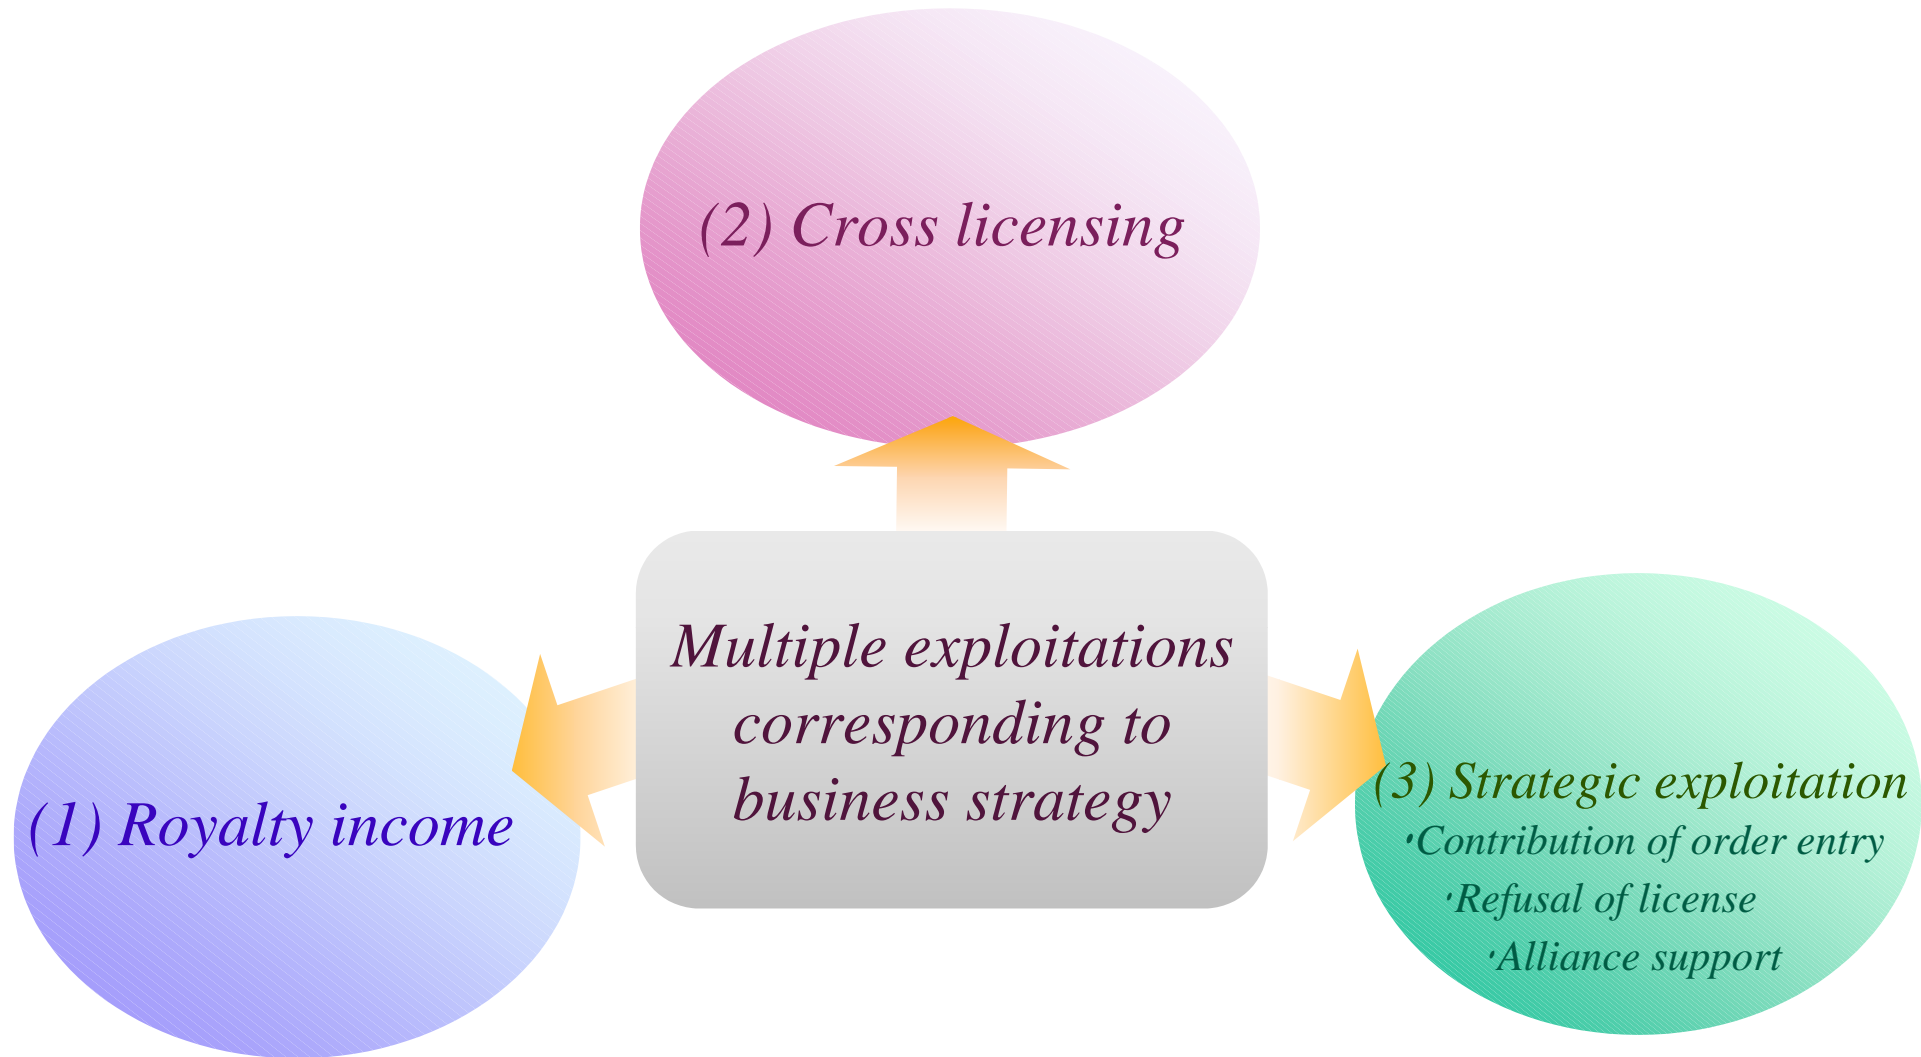 (2) Cross licensing
Multiple exploitations
corresponding to
business strategy
(1) Royalty income
(3) Strategic exploitation
･Contribution of order entry
･Refusal of license
･Alliance support